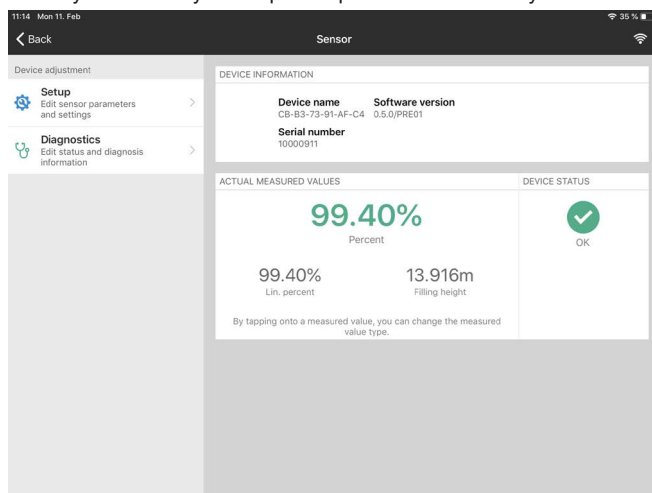 11:14 Mon 11. Feb
35 %
Back
Sensor
Device adjustment
Setup
Edit sensor parameters
and settings
Diagnostics
Edit status and diagnosis
information
DEVICE INFORMATION
Device name Software version
CB-B3-73-91-AF-C4 0.5.0/PRE01
Serial number
10000911
ACTUAL MEASURED VALUES
DEVICE STATUS
99.40%
Percent
OK
99.40% 13.916m
Lin. percent Filling height
By tapping onto a measured value, you can change the measured
value type.